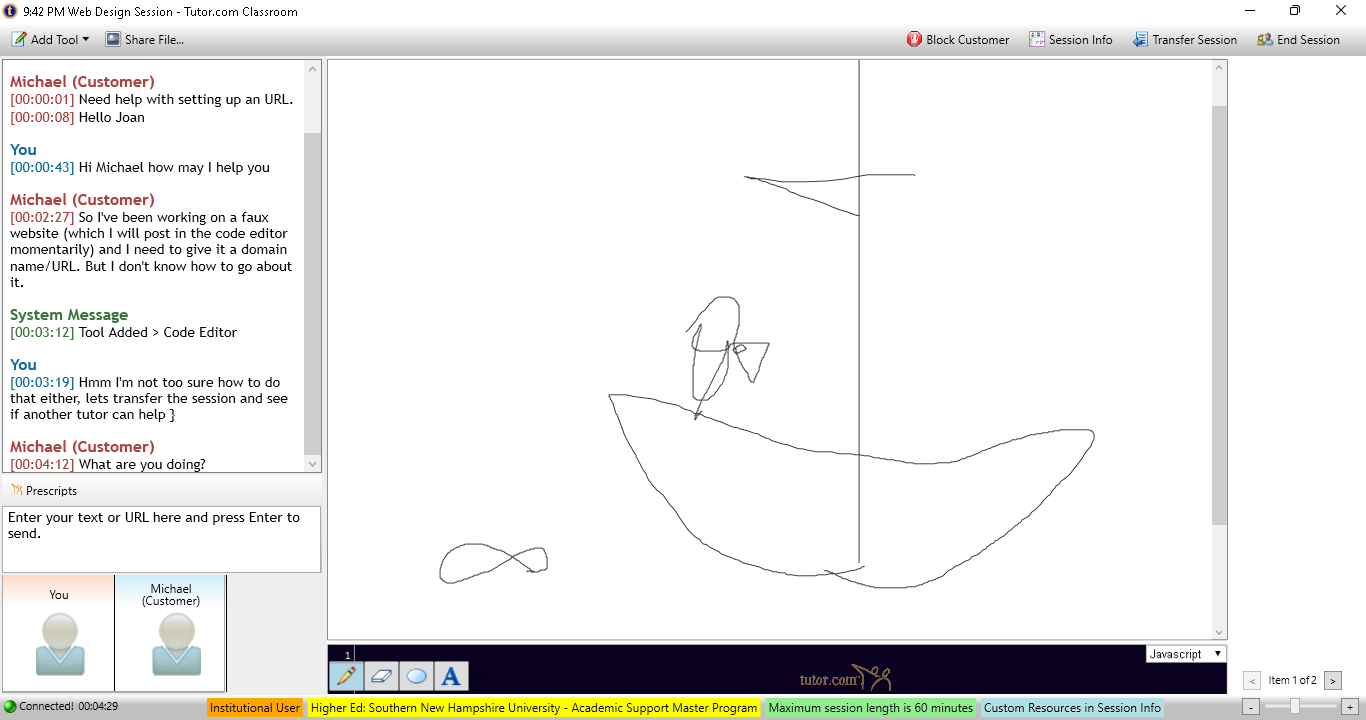 9:42 PM Web Design Session - Tutor.com Classroom
Add Tool
Share File...
Block Customer
Session Info
Transfer Session
End Session
Michael (Customer)
[00:00:01] Need help with setting up an URL.
[00:00:08] Hello Joan
You
[00:00:43] Hi Michael how may I help you
Michael (Customer)
[00:02:27] So I've been working on a faux
website (which I will post in the code editor
momentarily) and I need to give it a domain
name/URL. But I don't know how to go about
it.
System Message
[00:03:12] Tool Added > Code Editor
You
[00:03:19] Hmm I'm not too sure how to do
that either, lets transfer the session and see
if another tutor can help }
Michael (Customer)
[00:04:12] What are you doing?
Prescripts
Enter your text or URL here and press Enter to
send.
You
Michael
(Customer)
1
Javascript
A
tutor.com
< Item 1 of 2 >
Connected! 00:04:29
Institutional User
Higher Ed: Southern New Hampshire University - Academic Support Master Program
Maximum session length is 60 minutes
Custom Resources in Session Info
- +